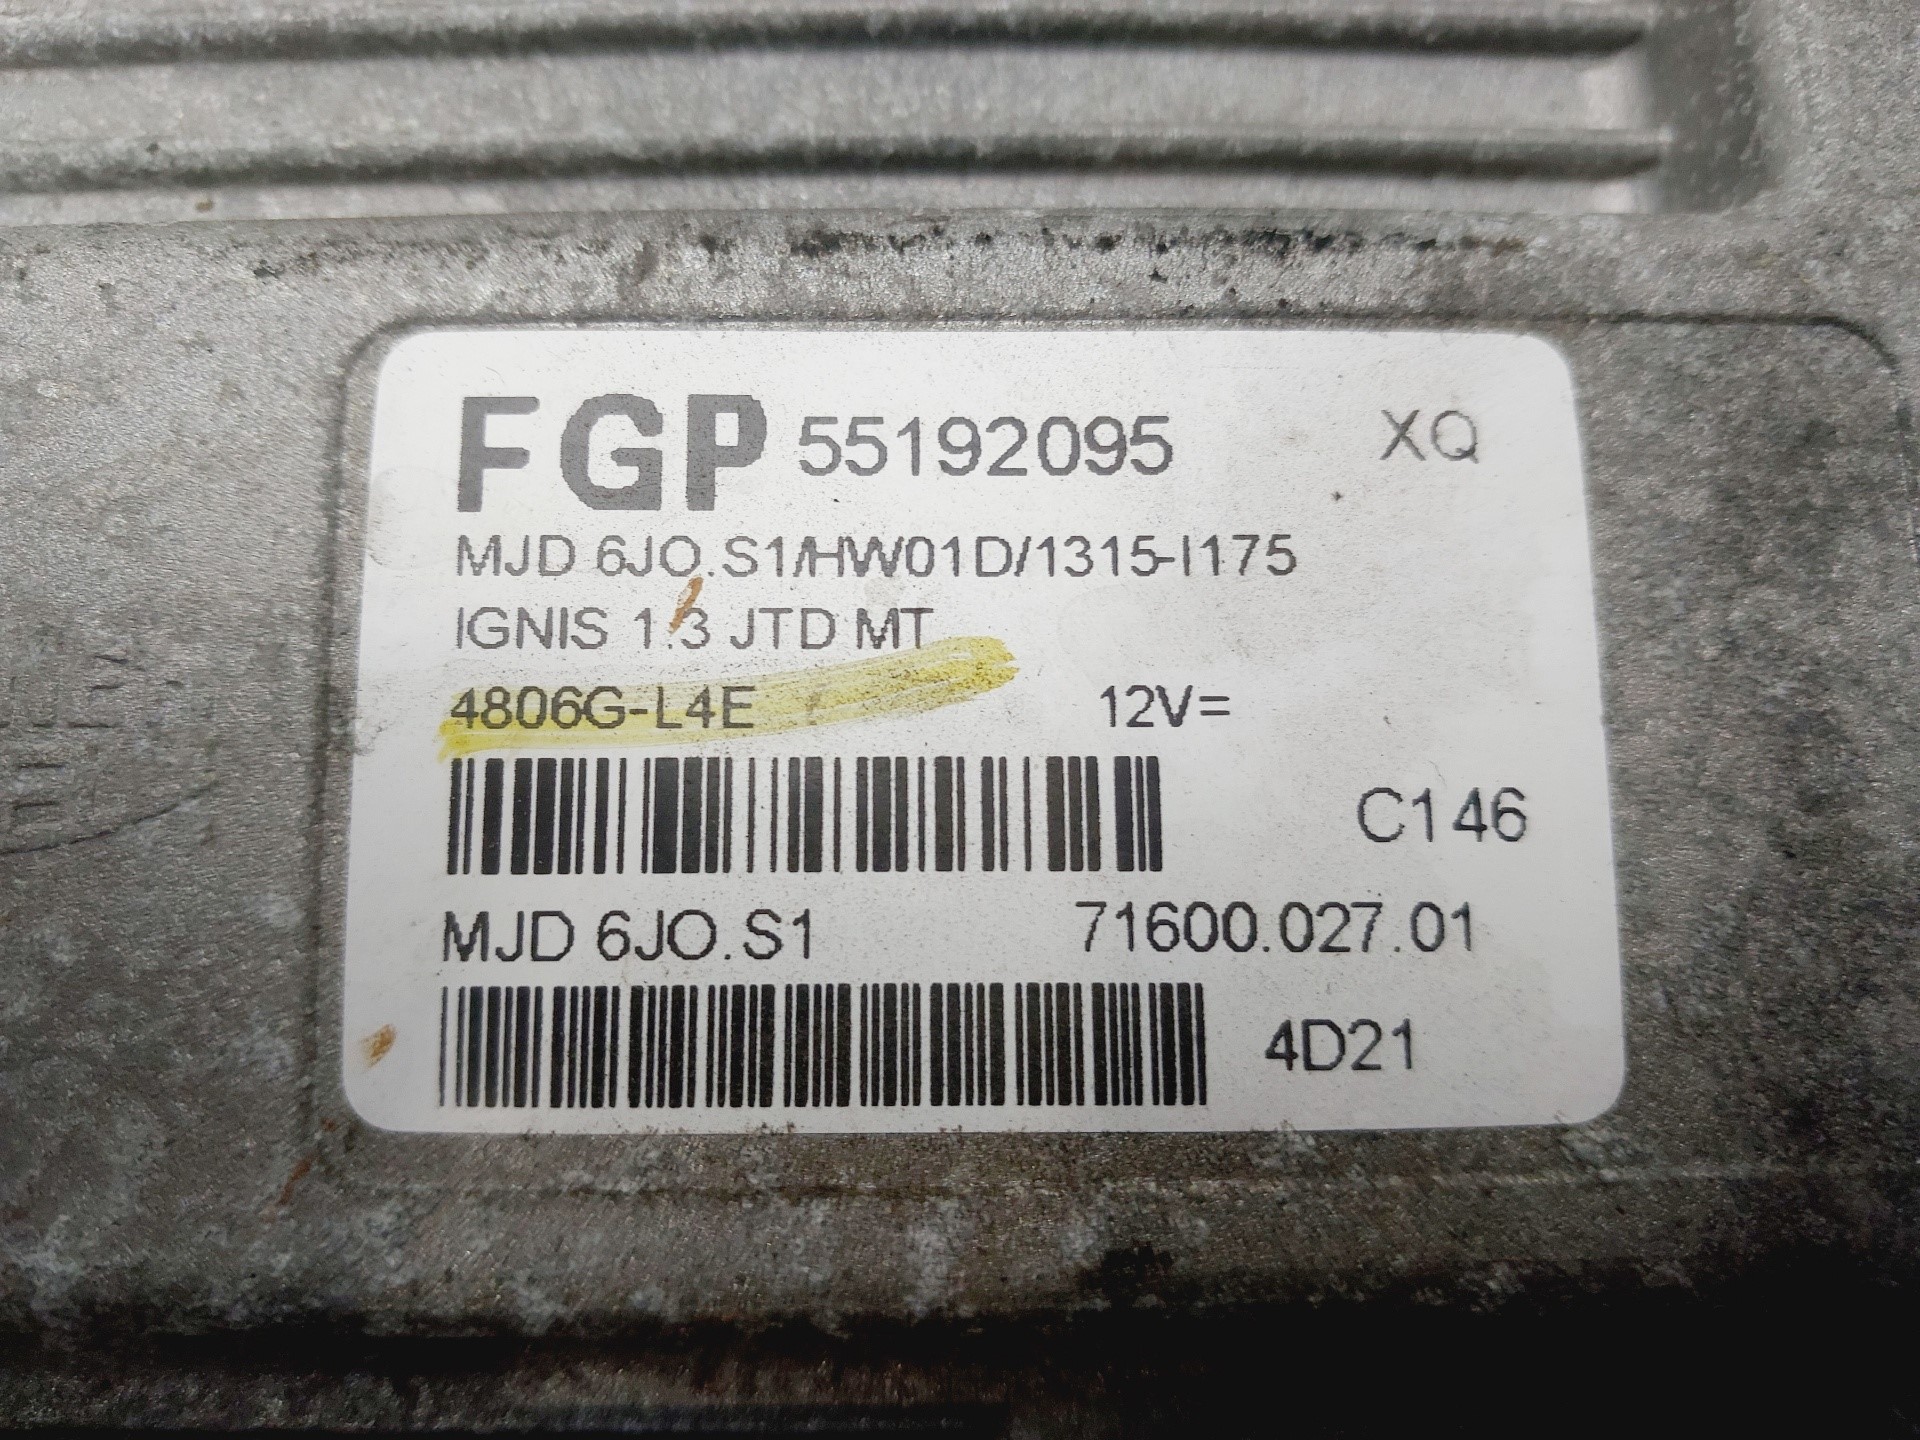 FGP 55192095 XQ
MJD 6JO.S1/HW01D/1315-I175
IGNIS 1.3 JTD MT
4806G-L4E 12V=
C146
MJD 6JO.S1 71600.027.01
4D21